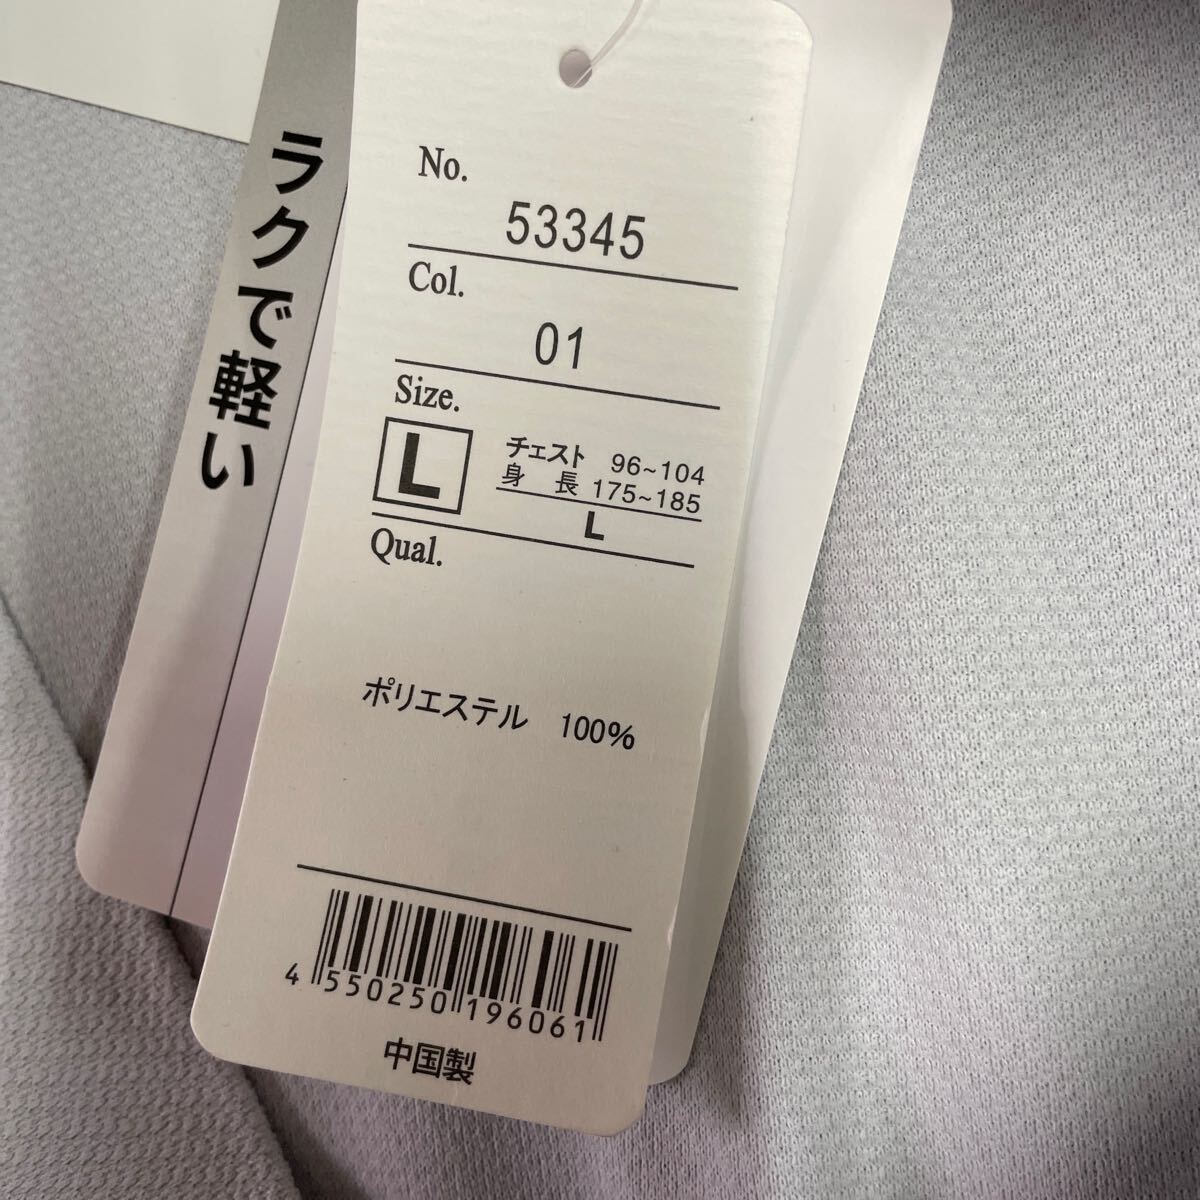 ラクで軽い
No.
53345
Col.
01
Size.
L
チェスト 96~104
身長 175~185
L
Qual.
ポリエステル 100%
4 550250 196061
中国製